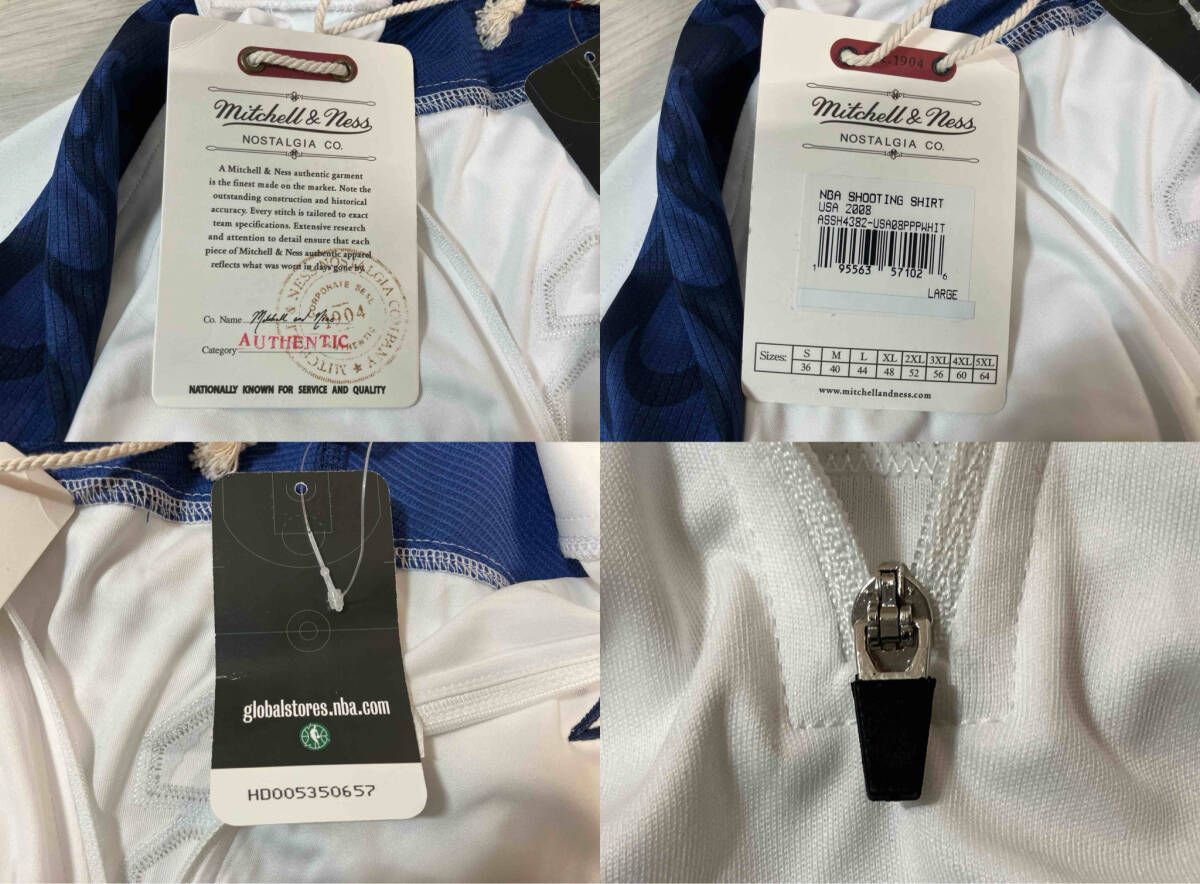 Mitchell & Ness
NOSTALGIA CO.
A Mitchell & Ness authentic garment
is the finest made on the market. Note the
outstanding construction and historical
accuracy. Every stitch is tailored to exact
team specifications. Extensive research
and attention to detail ensure that each
piece of Mitchell & Ness authentic apparel
reflects what was worn in days gone by.
Co. Name Mitchell and Ness
Category AUTHENTIC
CORPORATE SEAL
1904
NATIONALLY KNOWN FOR SERVICE AND QUALITY
1904
Mitchell & Ness
NOSTALGIA CO.
NBA SHOOTING SHIRT
USA 2008
ASSH4382-USA08PPPWHIT
1 95563 57102 6
LARGE
Sizes: S M L XL 2XL 3XL 4XL 5XL
36 40 44 48 52 56 60 64
www.mitchellandness.com
globalstores.nba.com
HD005350657